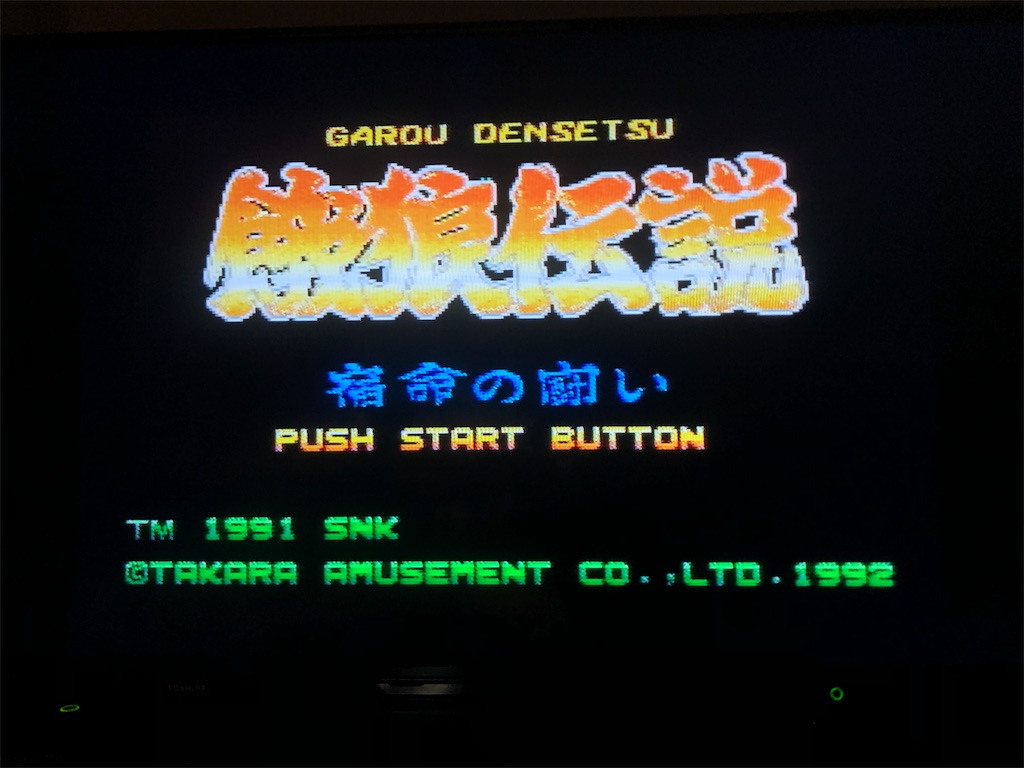 GAROU DENSETSU
餓狼伝説
宿命の闘い
PUSH START BUTTON
TM 1991 SNK
©TAKARA AMUSEMENT CO.,LTD.1992